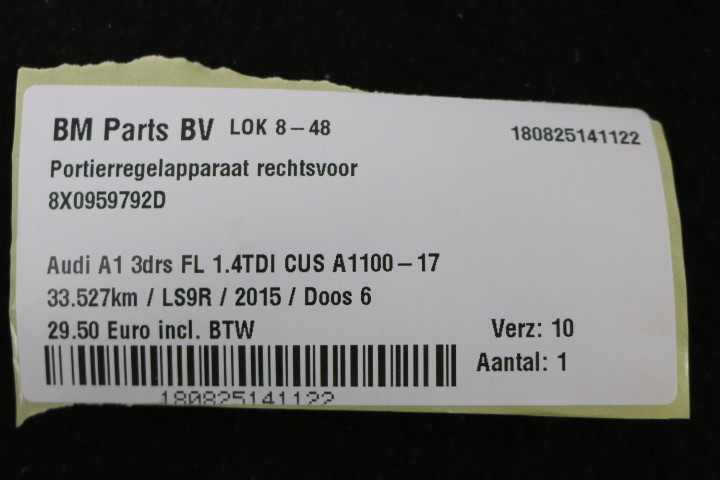 BM Parts BV LOK 8-48 180825141122
Portierregelapparaat rechtsvoor
8X0959792D
Audi A1 3drs FL 1.4TDI CUS A1100-17
33.527km / LS9R / 2015 / Doos 6
29.50 Euro incl. BTW Verz: 10
Aantal: 1
180825141122